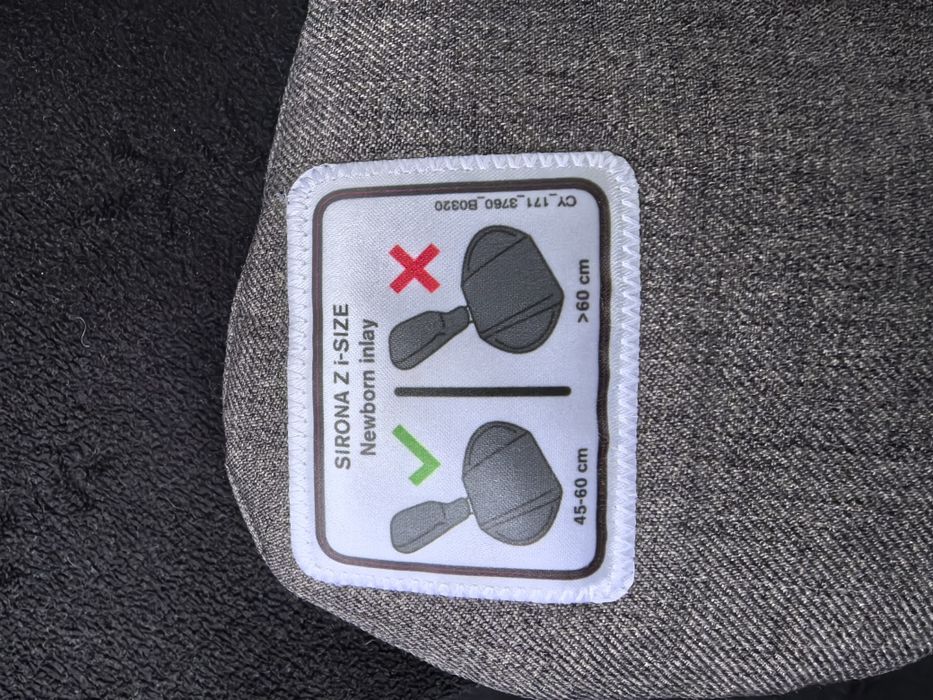 SIRONA Z i-SIZE
Newborn inlay
45-60 cm
>60 cm
CY_171_3760_B0320